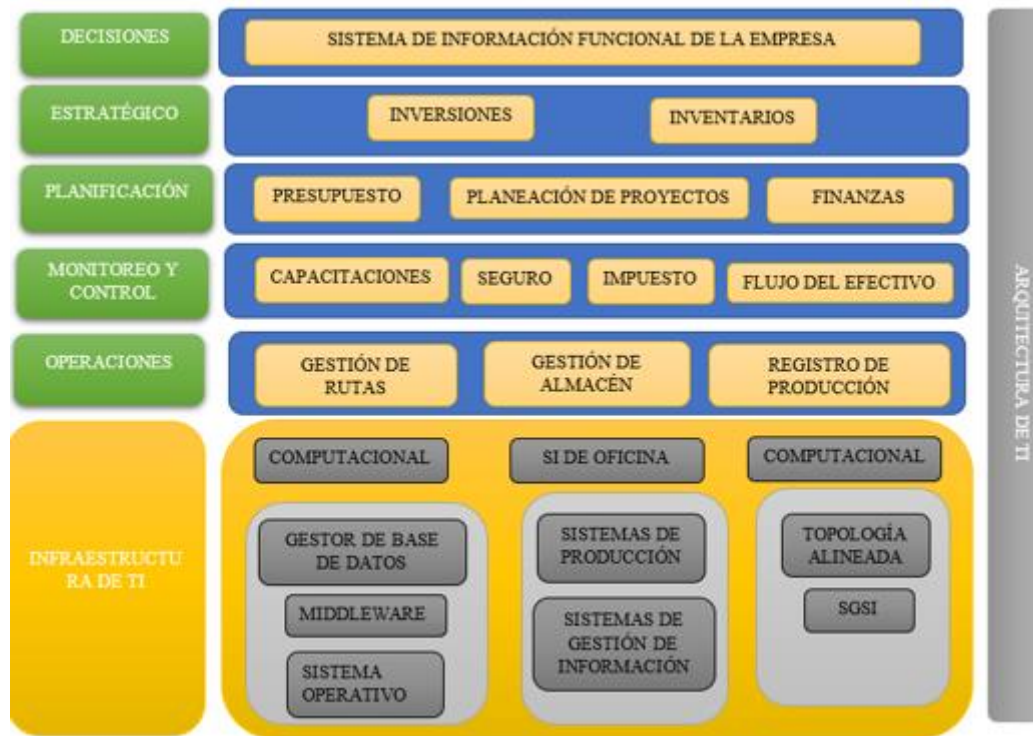 DECISIONES
SISTEMA DE INFORMACIÓN FUNCIONAL DE LA EMPRESA
ESTRATÉGICO
INVERSIONES
INVENTARIOS
PLANIFICACIÓN
PRESUPUESTO
PLANEACIÓN DE PROYECTOS
FINANZAS
MONITOREO Y
CONTROL
CAPACITACIONES
SEGURO
IMPUESTO
FLUJO DEL EFECTIVO
OPERACIONES
GESTIÓN DE
RUTAS
GESTIÓN DE
ALMACÉN
REGISTRO DE
PRODUCCIÓN
INFRAESTRUCTU
RA DE TI
COMPUTACIONAL
GESTOR DE BASE
DE DATOS
MIDDLEWARE
SISTEMA
OPERATIVO
SI DE OFICINA
SISTEMAS DE
PRODUCCIÓN
SISTEMAS DE
GESTIÓN DE
INFORMACIÓN
COMPUTACIONAL
TOPOLOGÍA
ALINEADA
SGSI
ARQUITECTURA DE TI